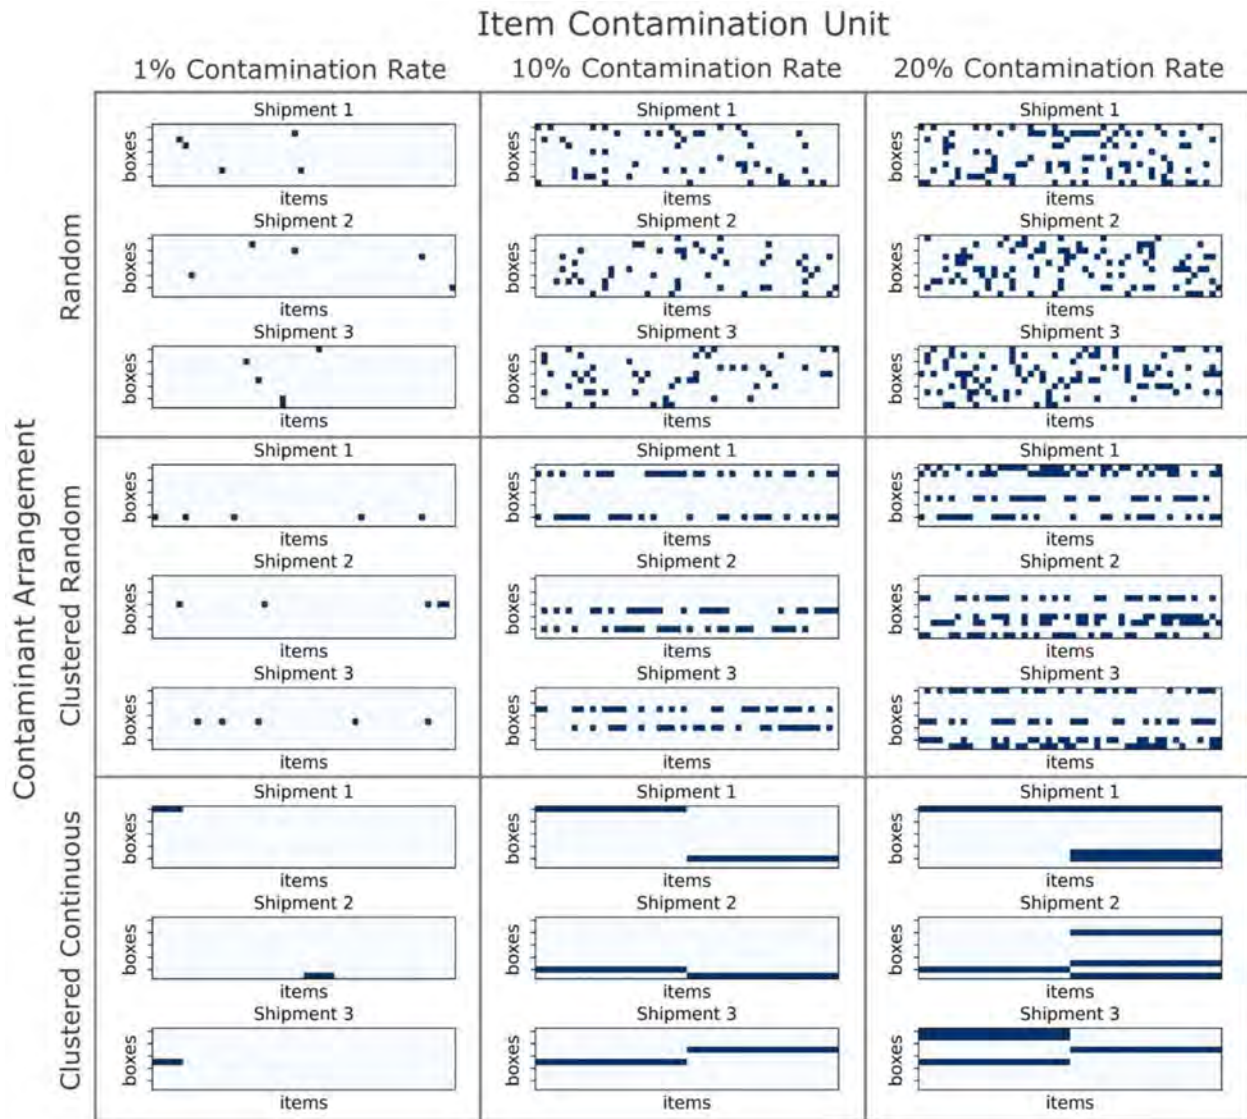 Item Contamination Unit
1% Contamination Rate 10% Contamination Rate 20% Contamination Rate
Contaminant Arrangement
Random
Shipment 1 Shipment 1 Shipment 1
boxes boxes boxes
items items items
Shipment 2 Shipment 2 Shipment 2
boxes boxes boxes
items items items
Shipment 3 Shipment 3 Shipment 3
boxes boxes boxes
items items items
Clustered Random
Shipment 1 Shipment 1 Shipment 1
boxes boxes boxes
items items items
Shipment 2 Shipment 2 Shipment 2
boxes boxes boxes
items items items
Shipment 3 Shipment 3 Shipment 3
boxes boxes boxes
items items items
Clustered Continuous
Shipment 1 Shipment 1 Shipment 1
boxes boxes boxes
items items items
Shipment 2 Shipment 2 Shipment 2
boxes boxes boxes
items items items
Shipment 3 Shipment 3 Shipment 3
boxes boxes boxes
items items items